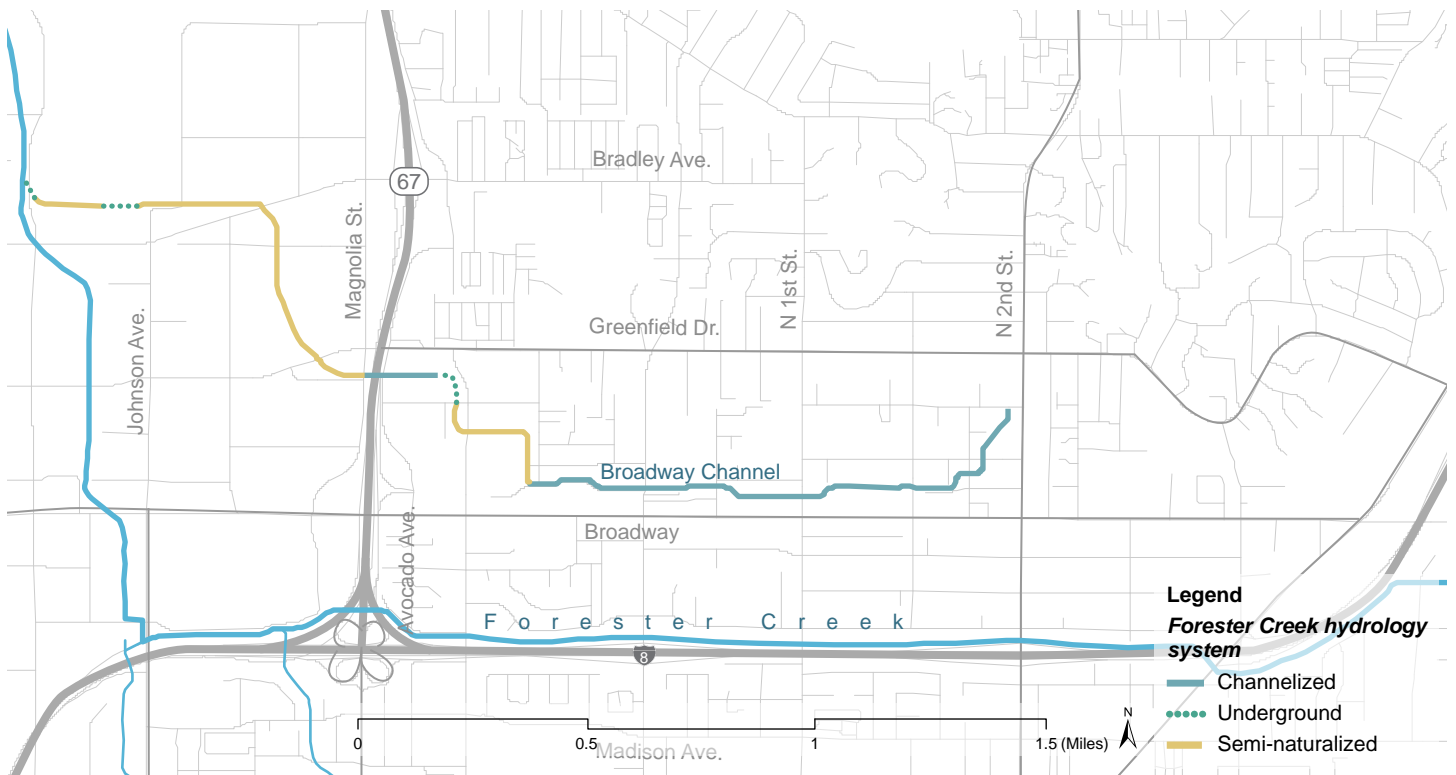 Bradley Ave.
67
Magnolia St.
N 1st St.
N 2nd St.
Johnson Ave.
Greenfield Dr.
Broadway Channel
Broadway
Avocado Ave.
Forester Creek
8
Legend
Forester Creek hydrology
system
Channelized
Underground
Semi-naturalized
N
0
0.5
1
1.5 (Miles)
Madison Ave.